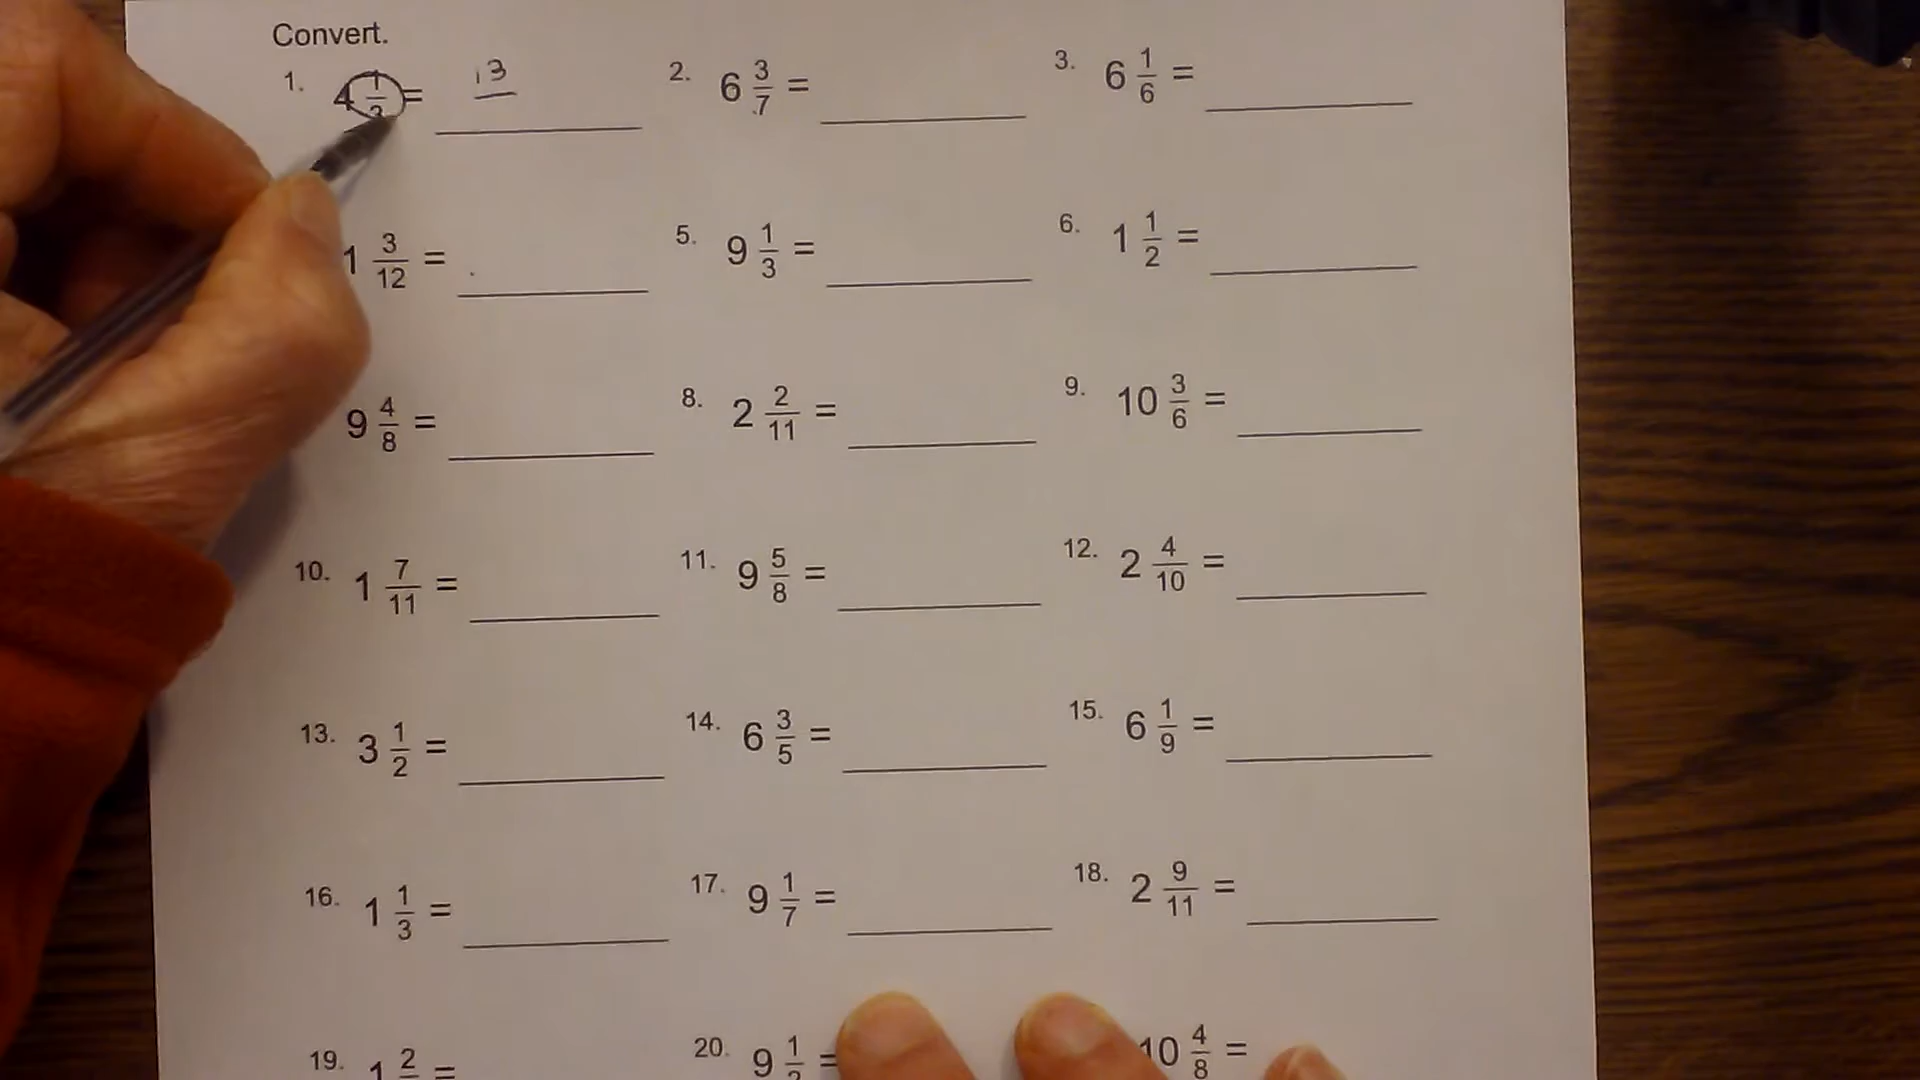 Convert.
1. 4 1/3 = 13
2. 6 3/7 =
3. 6 1/6 =
1 3/12 =
5. 9 1/3 =
6. 1 1/2 =
9 4/8 =
8. 2 2/11 =
9. 10 3/6 =
10. 1 7/11 =
11. 9 5/8 =
12. 2 4/10 =
13. 3 1/2 =
14. 6 3/5 =
15. 6 1/9 =
16. 1 1/3 =
17. 9 1/7 =
18. 2 9/11 =
19. 1 2 =
20. 9 1 =
10 4/8 =